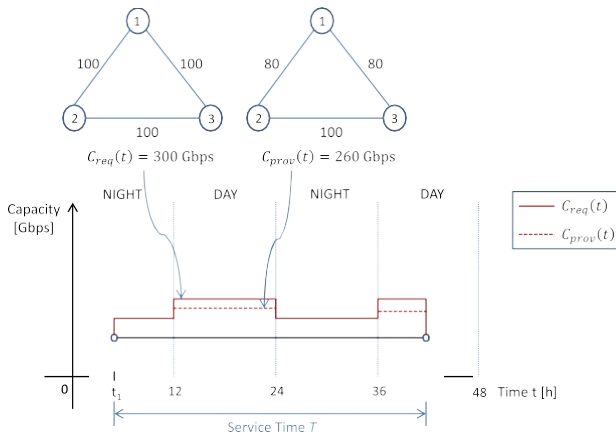 1
1
100
100
80
80
2
3
2
3
100
100
C_req(t) = 300 Gbps
C_prov(t) = 260 Gbps
NIGHT
DAY
NIGHT
DAY
Capacity
[Gbps]
C_req(t)
C_prov(t)
0
t₁
12
24
36
48
Time t [h]
Service Time T